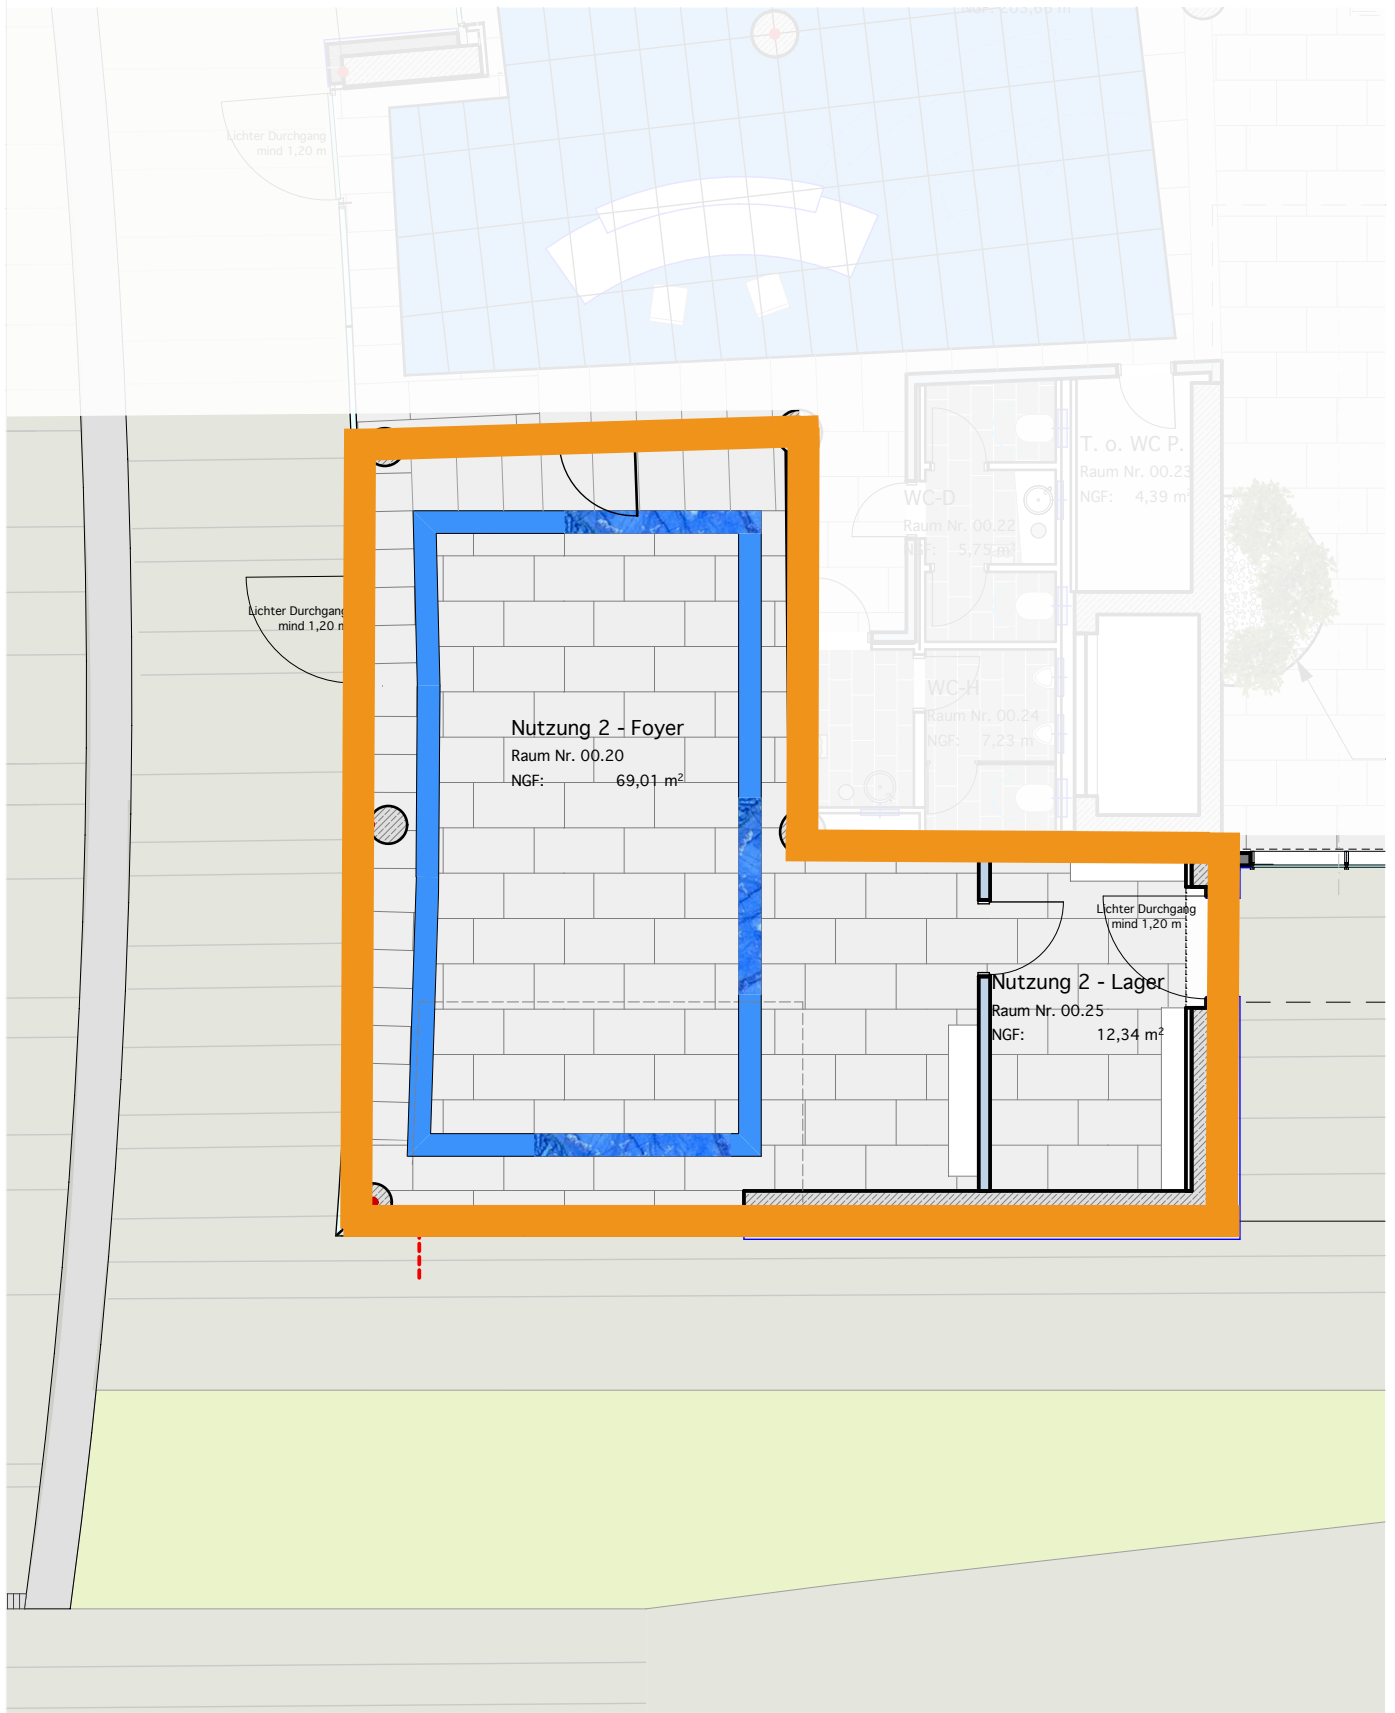 NGF: 203,66 m
Lichter Durchgang
mind 1,20 m
T. o. WC P.
Raum Nr. 00.23
NGF: 4,39 m²
WC-D
Raum Nr. 00.22
NGF: 5,75 m²
Lichter Durchgang
mind 1,20 m
WC-H
Raum Nr. 00.24
NGF: 7,23 m
Nutzung 2 - Foyer
Raum Nr. 00.20
NGF: 69,01 m²
Lichter Durchgang
mind 1,20 m
Nutzung 2 - Lager
Raum Nr. 00.25
NGF: 12,34 m²